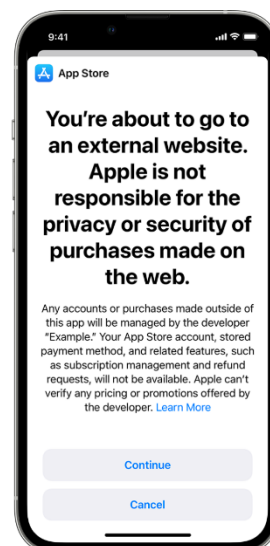 9:41
App Store
You're about to go to
an external website.
Apple is not
responsible for the
privacy or security of
purchases made on
the web.
Any accounts or purchases made outside of
this app will be managed by the developer
“Example.” Your App Store account, stored
payment method, and related features, such
as subscription management and refund
requests, will not be available. Apple can't
verify any pricing or promotions offered by
the developer. Learn More
Continue
Cancel